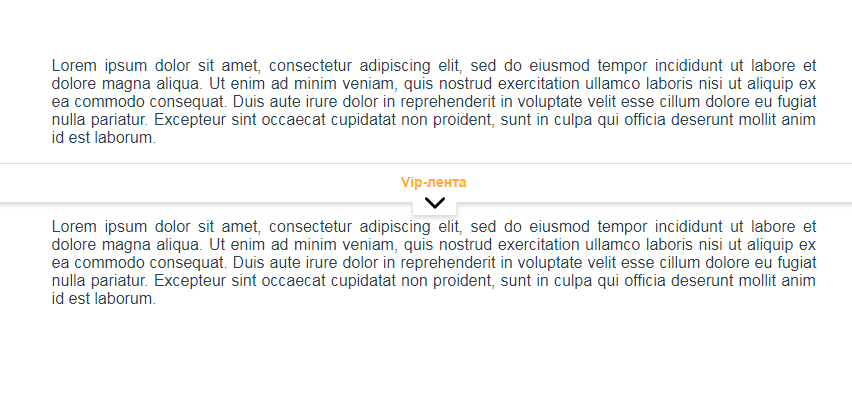 Lorem ipsum dolor sit amet, consectetur adipiscing elit, sed do eiusmod tempor incididunt ut labore et
dolore magna aliqua. Ut enim ad minim veniam, quis nostrud exercitation ullamco laboris nisi ut aliquip ex
ea commodo consequat. Duis aute irure dolor in reprehenderit in voluptate velit esse cillum dolore eu fugiat
nulla pariatur. Excepteur sint occaecat cupidatat non proident, sunt in culpa qui officia deserunt mollit anim
id est laborum.
Vip-лента
Lorem ipsum dolor sit amet, consectetur adipiscing elit, sed do eiusmod tempor incididunt ut labore et
dolore magna aliqua. Ut enim ad minim veniam, quis nostrud exercitation ullamco laboris nisi ut aliquip ex
ea commodo consequat. Duis aute irure dolor in reprehenderit in voluptate velit esse cillum dolore eu fugiat
nulla pariatur. Excepteur sint occaecat cupidatat non proident, sunt in culpa qui officia deserunt mollit anim
id est laborum.